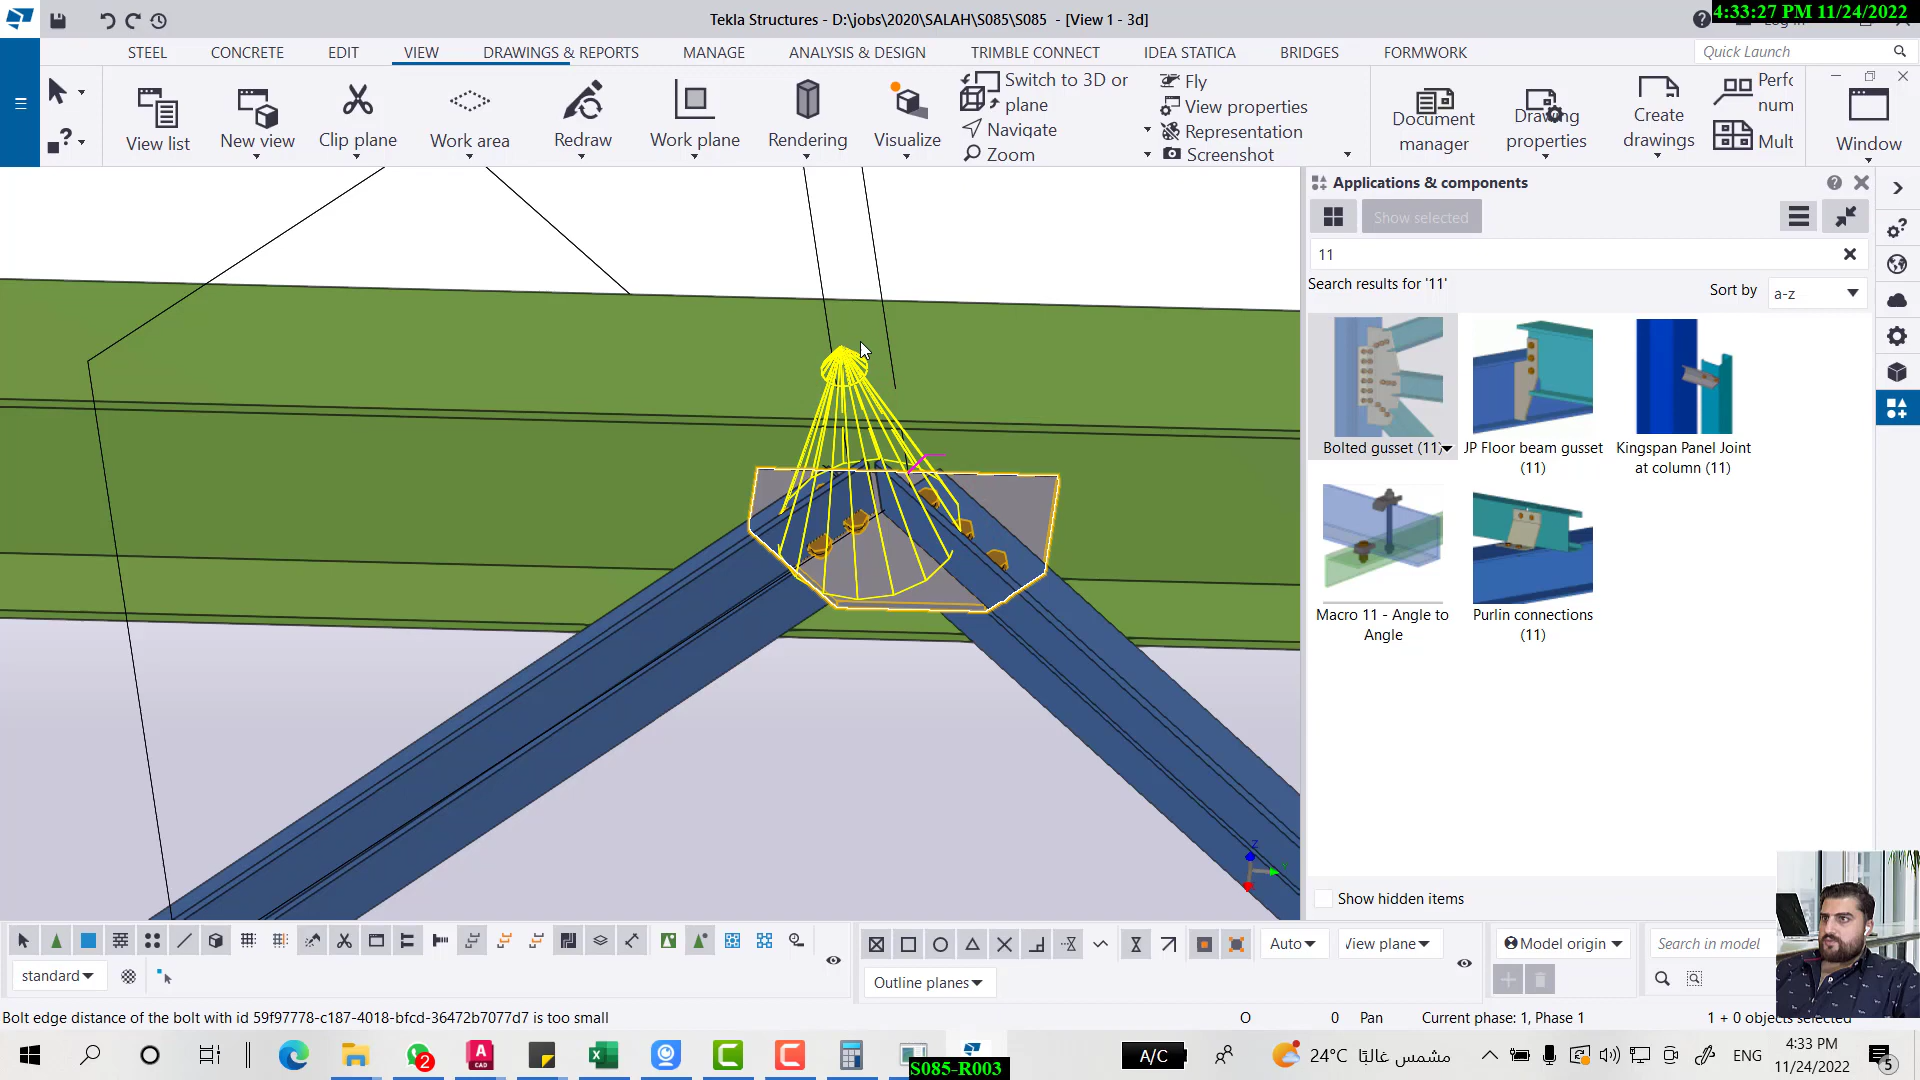 Tekla Structures - D:\jobs\2020\SALAH\S085\S085 - [View 1 - 3d]
4:33:27 PM 11/24/2022
STEEL CONCRETE EDIT VIEW DRAWINGS & REPORTS MANAGE ANALYSIS & DESIGN TRIMBLE CONNECT IDEA STATICA BRIDGES FORMWORK
Quick Launch
View list
New view
Clip plane
Work area
Redraw
Work plane
Rendering
Visualize
Switch to 3D or
plane
Navigate
Zoom
Fly
View properties
Representation
Screenshot
Document
manager
Drawing
properties
Create
drawings
Perfc
num
Mult
Window
Applications & components
Show selected
11
Search results for '11'
Sort by
a-z
Bolted gusset (11)
JP Floor beam gusset
(11)
Kingspan Panel Joint
at column (11)
Macro 11 - Angle to
Angle
Purlin connections
(11)
Show hidden items
Z
standard
Auto
View plane
Outline planes
Model origin
Search in model
Bolt edge distance of the bolt with id 59f97778-c187-4018-bfcd-36472b7077d7 is too small
O 0 Pan Current phase: 1, Phase 1 1 + 0 objects selected
2
A
CAD
S085-R003
A/C
24°C مشمس غالبًا
ENG
4:33 PM
11/24/2022
5